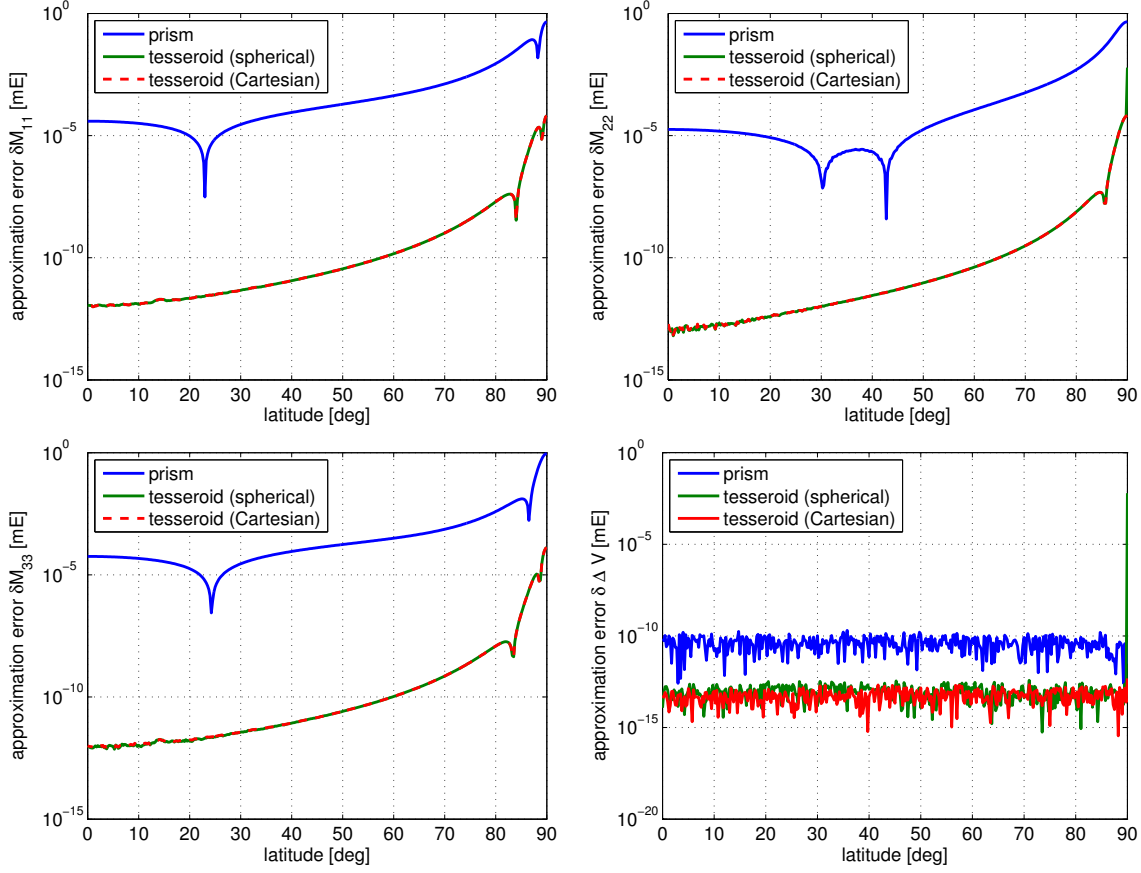 prism
tesseroid (spherical)
tesseroid (Cartesian)
approximation error δM11 [mE]
10^0
10^-5
10^-10
10^-15
0 10 20 30 40 50 60 70 80 90
latitude [deg]
prism
tesseroid (spherical)
tesseroid (Cartesian)
approximation error δM22 [mE]
10^0
10^-5
10^-10
10^-15
0 10 20 30 40 50 60 70 80 90
latitude [deg]
prism
tesseroid (spherical)
tesseroid (Cartesian)
approximation error δM33 [mE]
10^0
10^-5
10^-10
10^-15
0 10 20 30 40 50 60 70 80 90
latitude [deg]
prism
tesseroid (spherical)
tesseroid (Cartesian)
approximation error δ Δ V [mE]
10^0
10^-5
10^-10
10^-15
10^-20
0 10 20 30 40 50 60 70 80 90
latitude [deg]